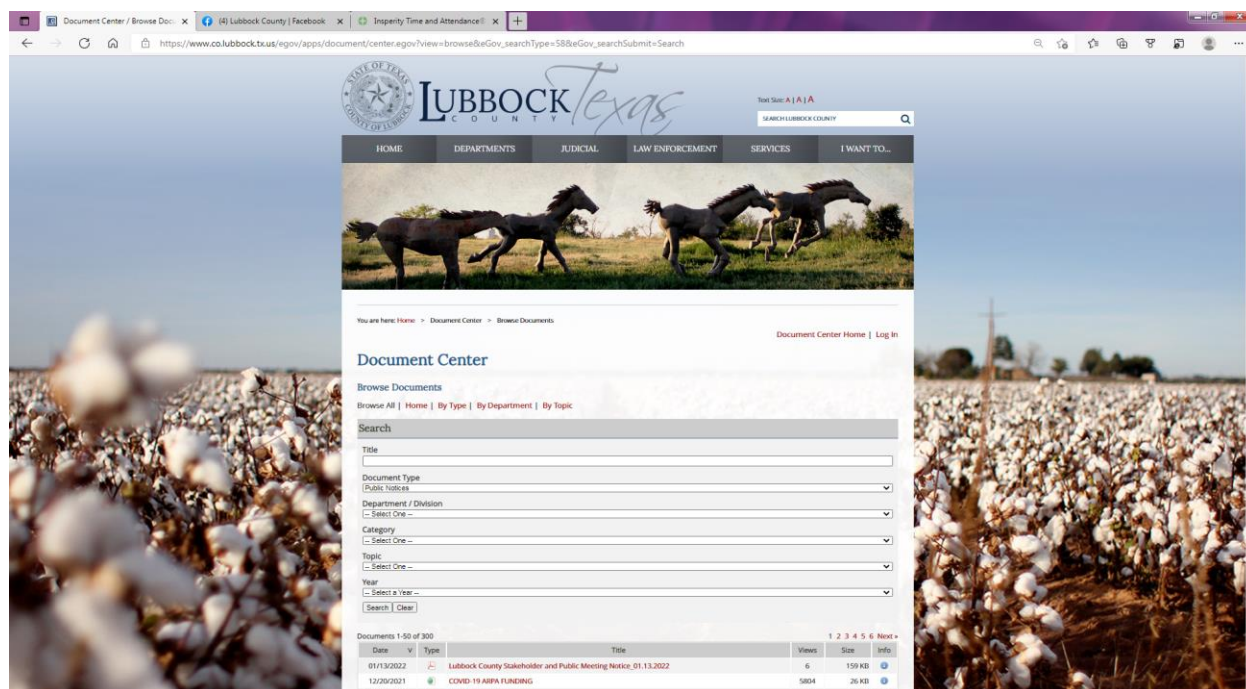 Document Center / Browse Doc
(4) Lubbock County | Facebook
Insperity Time and Attendance
https://www.co.lubbock.tx.us/egov/apps/document/center.egov?view=browse&eGov_searchType=58&eGov_searchSubmit=Search
STATE OF TEXAS
COUNTY OF LUBBOCK
LUBBOCK Texas
COUNTY
Text Size: A | A | A
SEARCH LUBBOCK COUNTY
HOME DEPARTMENTS JUDICIAL LAW ENFORCEMENT SERVICES I WANT TO...
You are here: Home > Document Center > Browse Documents
Document Center Home | Log In
Document Center
Browse Documents
Browse All | Home | By Type | By Department | By Topic
Search
Title
Document Type
Public Notices
Department / Division
-- Select One --
Category
-- Select One --
Topic
-- Select One --
Year
-- Select a Year --
Search Clear
Documents 1-50 of 300 1 2 3 4 5 6 Next »
Date V Type Title Views Size Info
01/13/2022 Lubbock County Stakeholder and Public Meeting Notice_01.13.2022 6 159 KB
12/20/2021 COVID-19 ARPA FUNDING 5804 26 KB